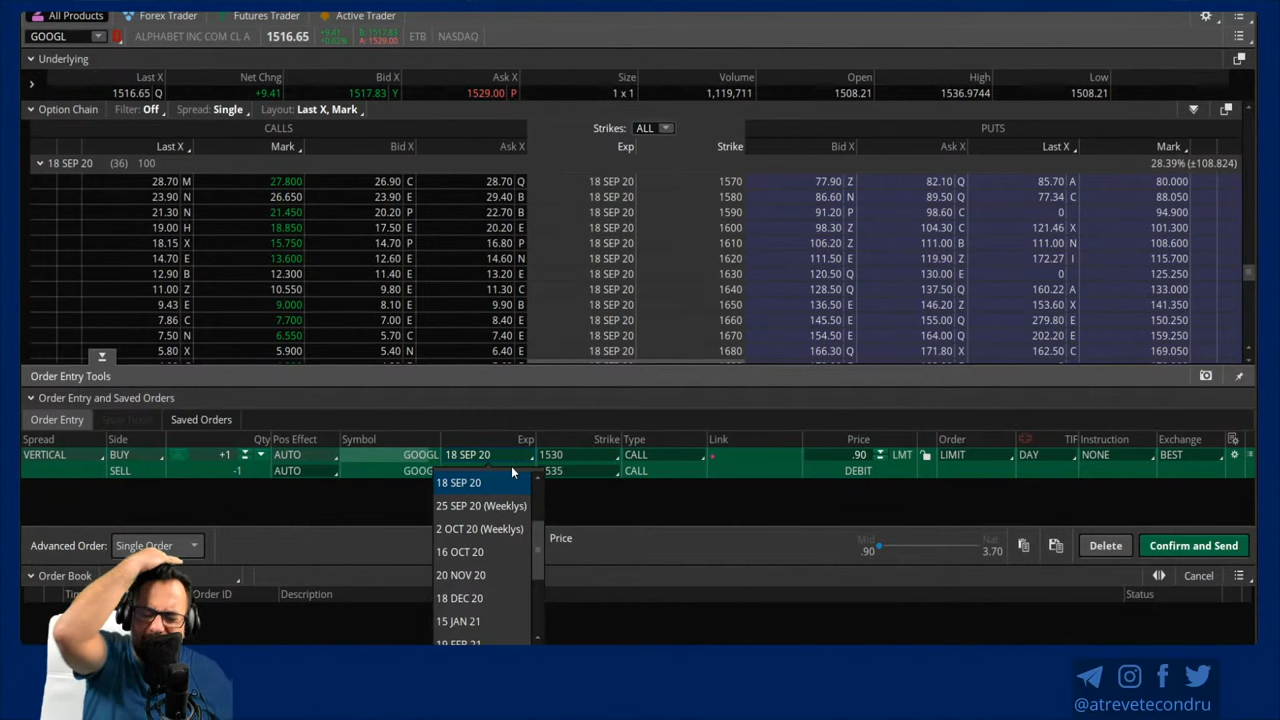 All Products Forex Trader Futures Trader Active Trader
GOOGL ALPHABET INC COM CL A 1516.65 +9.41 +0.62% B: 1517.83 A: 1529.00 ETB NASDAQ
Underlying
Last X Net Chng Bid X Ask X Size Volume Open High Low
1516.65 Q +9.41 1517.83 Y 1529.00 P 1 x 1 1,119,711 1508.21 1536.9744 1508.21
Option Chain Filter: Off Spread: Single Layout: Last X, Mark
CALLS Strikes: ALL PUTS
Last X Mark Bid X Ask X Exp Strike Bid X Ask X Last X Mark
18 SEP 20 (36) 100 28.39% (±108.824)
28.70 M 27.800 26.90 C 28.70 Q 18 SEP 20 1570 77.90 Z 82.10 Q 85.70 A 80.000
23.90 N 26.650 23.90 E 29.40 B 18 SEP 20 1580 86.60 N 89.50 Q 77.34 C 88.050
21.30 N 21.450 20.20 P 22.70 B 18 SEP 20 1590 91.20 P 98.60 C 0 94.900
19.00 H 18.850 17.50 E 20.20 E 18 SEP 20 1600 98.30 Z 104.30 C 121.46 X 101.300
18.15 X 15.750 14.70 P 16.80 P 18 SEP 20 1610 106.20 Z 111.00 B 111.00 N 108.600
14.70 E 13.600 12.60 E 14.60 N 18 SEP 20 1620 111.50 E 119.90 Z 172.27 I 115.700
12.90 B 12.300 11.40 E 13.20 E 18 SEP 20 1630 120.50 Q 130.00 E 0 125.250
11.00 Z 10.550 9.80 E 11.30 C 18 SEP 20 1640 128.50 Q 137.50 Q 160.22 A 133.000
9.43 E 9.000 8.10 E 9.90 B 18 SEP 20 1650 136.50 E 146.20 Z 153.60 X 141.350
7.86 C 7.700 7.00 E 8.40 E 18 SEP 20 1660 145.50 E 155.00 Q 279.80 E 150.250
7.50 N 6.550 5.70 C 7.40 E 18 SEP 20 1670 154.50 E 164.00 Q 202.20 E 159.250
5.80 X 5.900 5.40 N 6.40 E 18 SEP 20 1680 166.30 Q 171.80 X 162.50 C 169.050
Order Entry Tools
Order Entry and Saved Orders
Order Entry Saved Orders
Spread Side Qty Pos Effect Symbol Exp Strike Type Link Price Order TIF Instruction Exchange
VERTICAL BUY +1 AUTO GOOGL 18 SEP 20 1530 CALL .90 LMT LIMIT DAY NONE BEST
SELL -1 AUTO GOOG 535 CALL DEBIT
18 SEP 20
25 SEP 20 (Weeklys)
2 OCT 20 (Weeklys)
16 OCT 20
20 NOV 20
18 DEC 20
15 JAN 21
19 FEB 21
Advanced Order: Single Order Price Mid .90 Nat 3.70 Delete Confirm and Send
Order Book Cancel
Order ID Description Status
@atrevetecondru